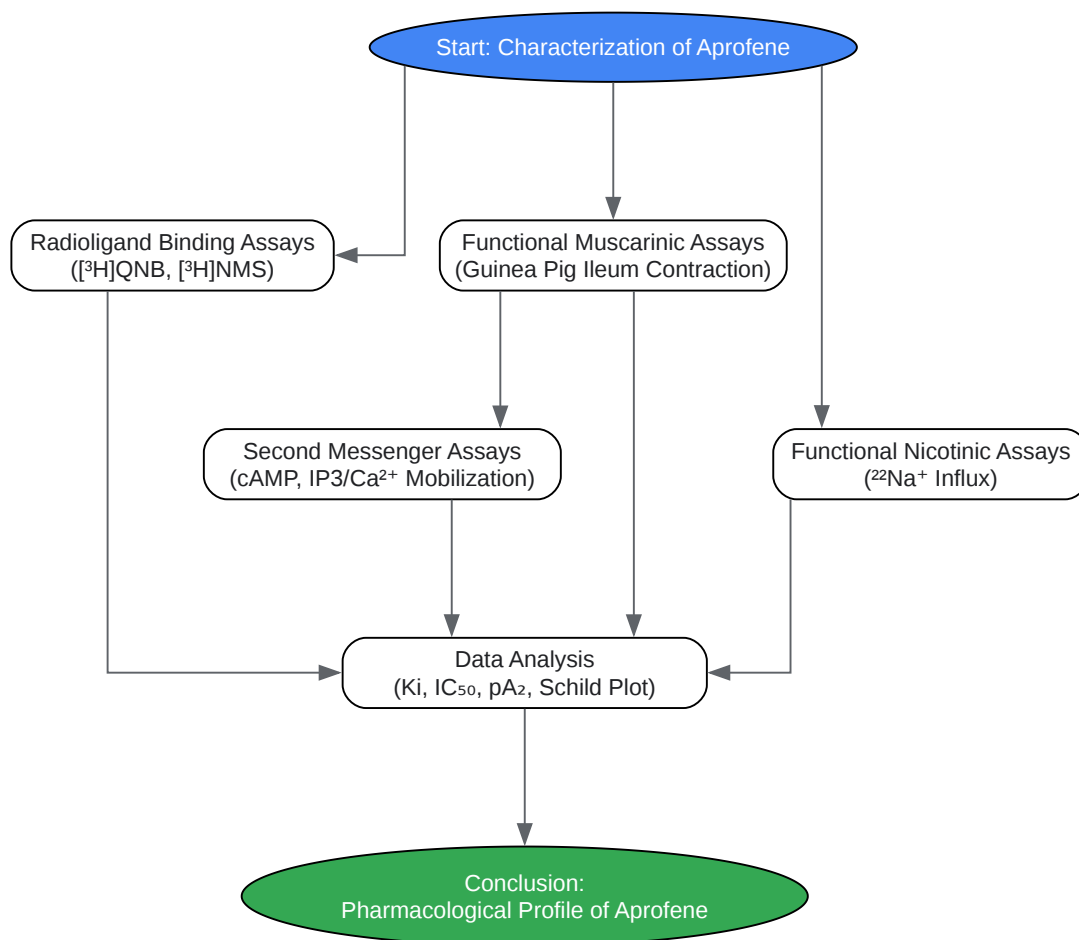 Start: Characterization of Aprofene
Radioligand Binding Assays
([³H]QNB, [³H]NMS)
Functional Muscarinic Assays
(Guinea Pig Ileum Contraction)
Second Messenger Assays
(cAMP, IP3/Ca²⁺ Mobilization)
Functional Nicotinic Assays
(²²Na⁺ Influx)
Data Analysis
(Ki, IC₅₀, pA₂, Schild Plot)
Conclusion:
Pharmacological Profile of Aprofene